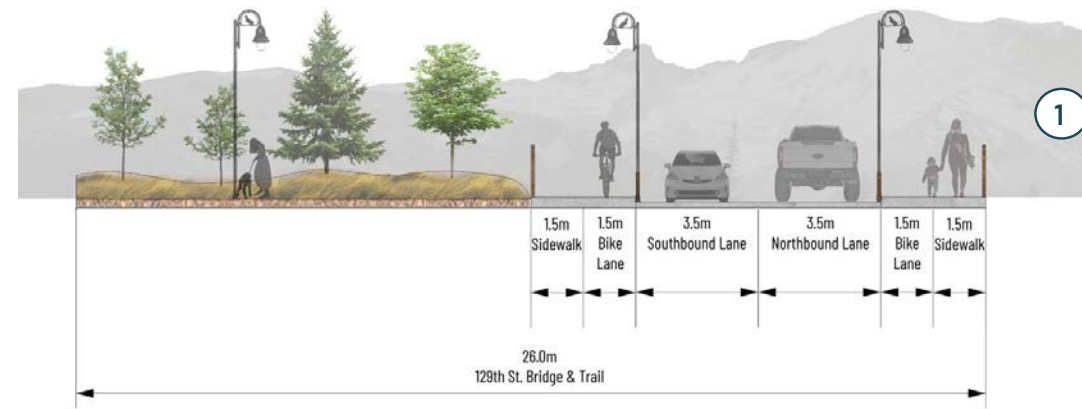 1
1.5m
Sidewalk
1.5m
Bike
Lane
3.5m
Southbound Lane
3.5m
Northbound Lane
1.5m
Bike
Lane
1.5m
Sidewalk
26.0m
129th St. Bridge & Trail